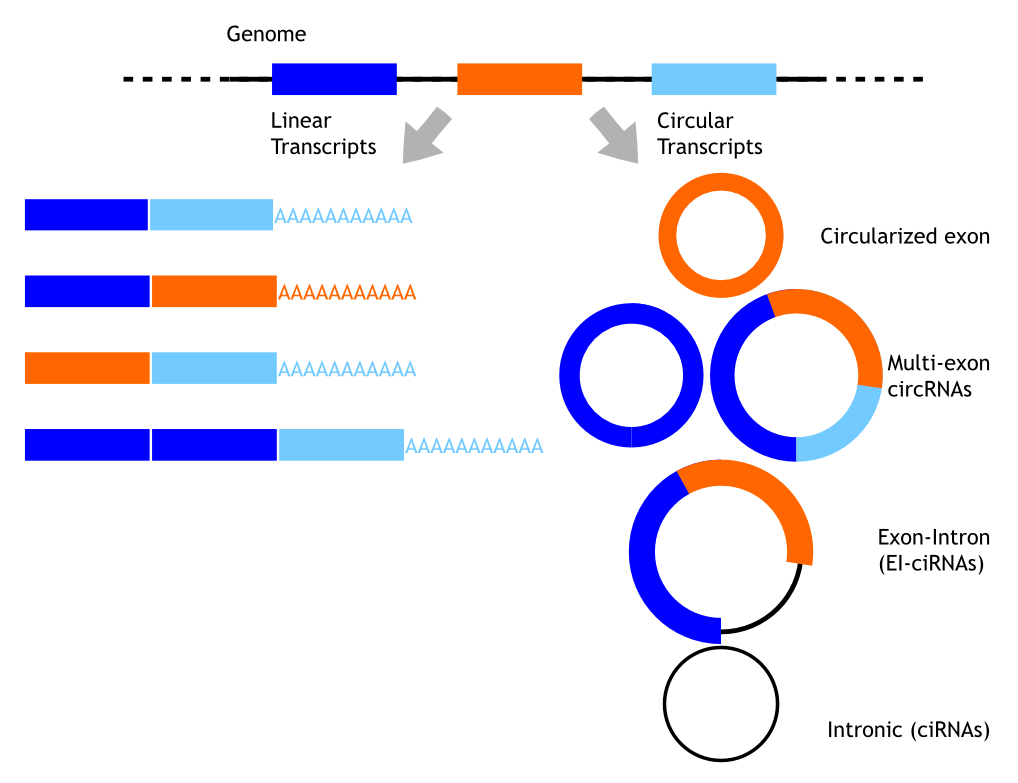 Genome
Linear
Transcripts
Circular
Transcripts
AAAAAAAAAAA
Circularized exon
AAAAAAAAAAA
AAAAAAAAAAA
Multi-exon
circRNAs
AAAAAAAAAAA
Exon-Intron
(EI-ciRNAs)
Intronic (ciRNAs)